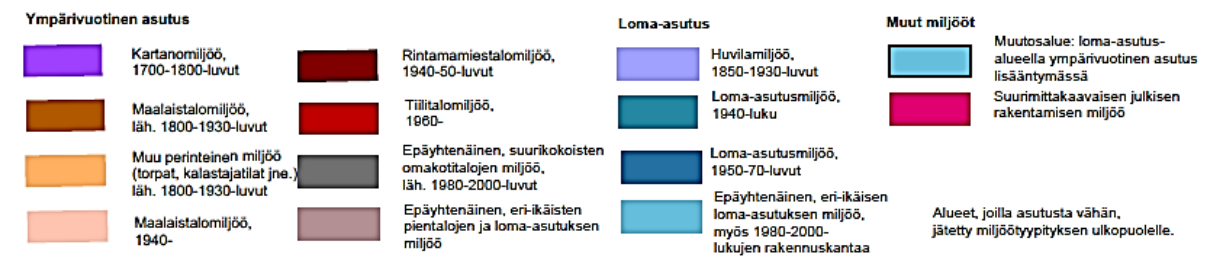 Ympärivuotinen asutus
Kartanomiljöö,
1700-1800-luvut
Maalaistalomiljöö,
läh. 1800-1930-luvut
Muu perinteinen miljöö
(torpat, kalastajatilat jne.)
läh. 1800-1930-luvut
Maalaistalomiljöö,
1940-
Rintamamiestalomiljöö,
1940-50-luvut
Tiilitalomiljöö,
1960-
Epäyhtenäinen, suurikokoisten
omakotitalojen miljöö,
läh. 1980-2000-luvut
Epäyhtenäinen, eri-ikäisten
pientalojen ja loma-asutuksen
miljöö
Loma-asutus
Huvilamiljöö,
1850-1930-luvut
Loma-asutusmiljöö,
1940-luku
Loma-asutusmiljöö,
1950-70-luvut
Epäyhtenäinen, eri-ikäisen
loma-asutuksen miljöö,
myös 1980-2000-
lukujen rakennuskantaa
Muut miljööt
Muutosalue: loma-asutus-
alueella ympärivuotinen asutus
lisääntymässä
Suurimittakaavaisen julkisen
rakentamisen miljöö
Alueet, joilla asutusta vähän,
jätetty miljöötyypityksen ulkopuolelle.